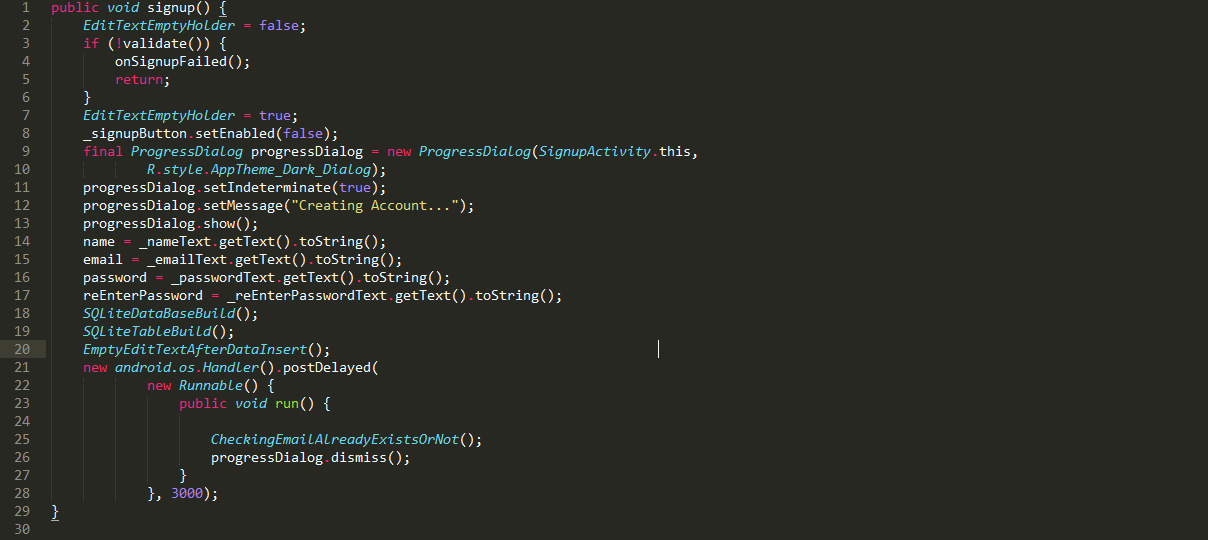 1 public void signup() {
2 EditTextEmptyHolder = false;
3 if (!validate()) {
4 onSignupFailed();
5 return;
6 }
7 EditTextEmptyHolder = true;
8 _signupButton.setEnabled(false);
9 final ProgressDialog progressDialog = new ProgressDialog(SignupActivity.this,
10 R.style.AppTheme_Dark_Dialog);
11 progressDialog.setIndeterminate(true);
12 progressDialog.setMessage("Creating Account...");
13 progressDialog.show();
14 name = _nameText.getText().toString();
15 email = _emailText.getText().toString();
16 password = _passwordText.getText().toString();
17 reEnterPassword = _reEnterPasswordText.getText().toString();
18 SQLiteDataBaseBuild();
19 SQLiteTableBuild();
20 EmptyEditTextAfterDataInsert();
21 new android.os.Handler().postDelayed(
22 new Runnable() {
23 public void run() {
24
25 CheckingEmailAlreadyExistsOrNot();
26 progressDialog.dismiss();
27 }
28 }, 3000);
29 }
30